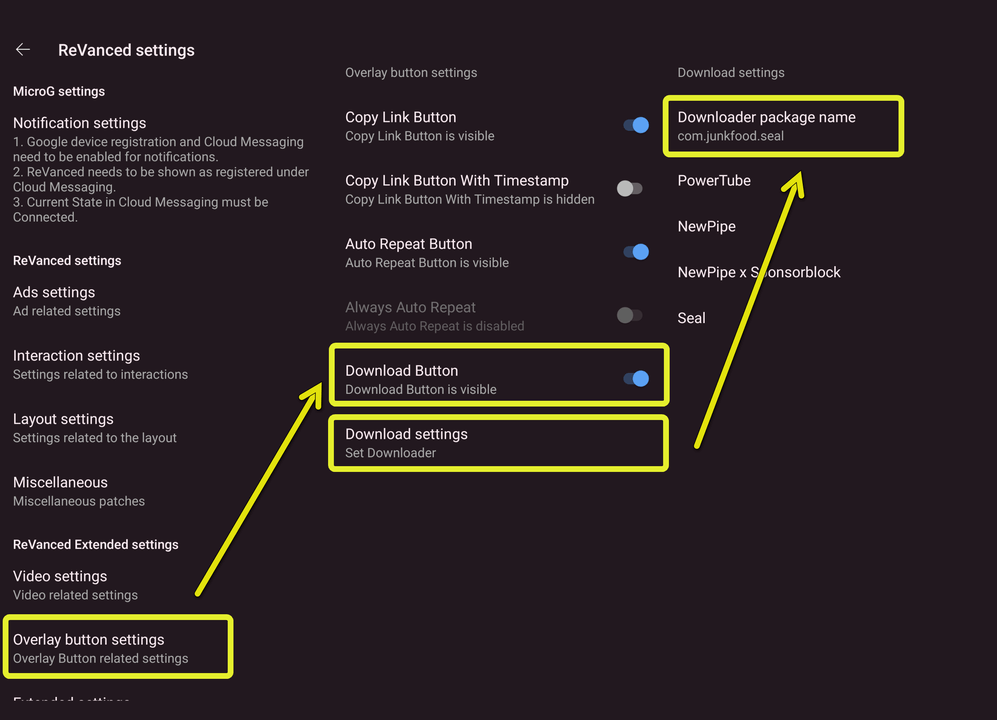 ReVanced settings
MicroG settings
Notification settings
1. Google device registration and Cloud Messaging
need to be enabled for notifications.
2. ReVanced needs to be shown as registered under
Cloud Messaging.
3. Current State in Cloud Messaging must be
Connected.
ReVanced settings
Ads settings
Ad related settings
Interaction settings
Settings related to interactions
Layout settings
Settings related to the layout
Miscellaneous
Miscellaneous patches
ReVanced Extended settings
Video settings
Video related settings
Overlay button settings
Overlay Button related settings
Extended settings
Overlay button settings
Copy Link Button
Copy Link Button is visible
Copy Link Button With Timestamp
Copy Link Button With Timestamp is hidden
Auto Repeat Button
Auto Repeat Button is visible
Always Auto Repeat
Always Auto Repeat is disabled
Download Button
Download Button is visible
Download settings
Set Downloader
Download settings
Downloader package name
com.junkfood.seal
PowerTube
NewPipe
NewPipe x Sponsorblock
Seal